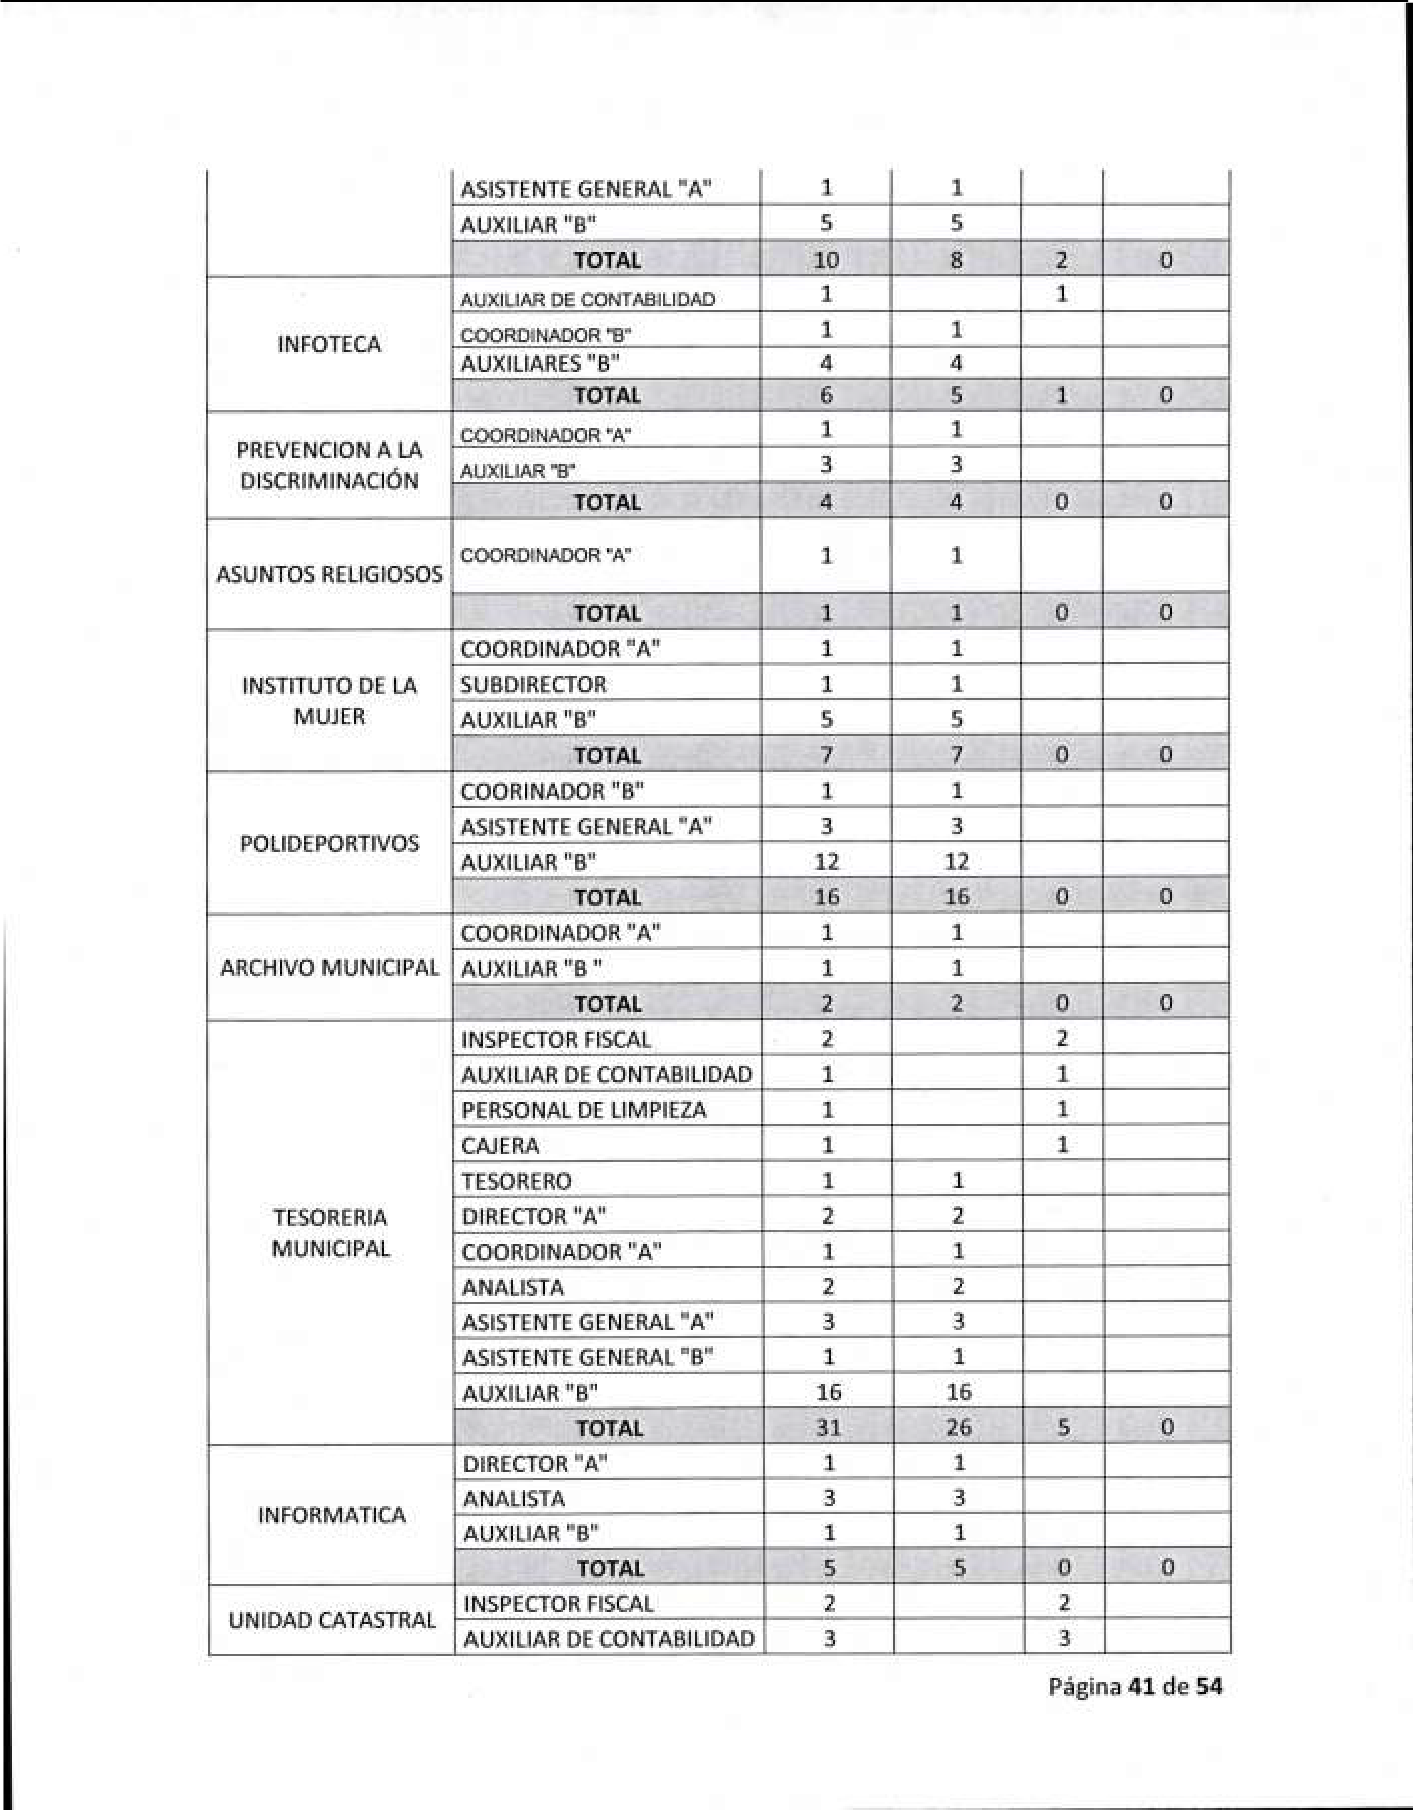 ASISTENTE GENERAL "A" 1 1
AUXILIAR "B" 5 5
TOTAL 10 8 2 0
AUXILIAR DE CONTABILIDAD 1 1
INFOTECA
COORDINADOR "B" 1 1
AUXILIARES "B" 4 4
TOTAL 6 5 1 0
COORDINADOR "A" 1 1
PREVENCION A LA
DISCRIMINACIÓN
AUXILIAR "B" 3 3
TOTAL 4 4 0 0
COORDINADOR "A" 1 1
ASUNTOS RELIGIOSOS
TOTAL 1 1 0 0
COORDINADOR "A" 1 1
INSTITUTO DE LA
MUJER
SUBDIRECTOR 1 1
AUXILIAR "B" 5 5
TOTAL 7 7 0 0
COORINADOR "B" 1 1
POLIDEPORTIVOS
ASISTENTE GENERAL "A" 3 3
AUXILIAR "B" 12 12
TOTAL 16 16 0 0
COORDINADOR "A" 1 1
ARCHIVO MUNICIPAL
AUXILIAR "B " 1 1
TOTAL 2 2 0 0
INSPECTOR FISCAL 2 2
AUXILIAR DE CONTABILIDAD 1 1
PERSONAL DE LIMPIEZA 1 1
CAJERA 1 1
TESORERO 1 1
TESORERIA
MUNICIPAL
DIRECTOR "A" 2 2
COORDINADOR "A" 1 1
ANALISTA 2 2
ASISTENTE GENERAL "A" 3 3
ASISTENTE GENERAL "B" 1 1
AUXILIAR "B" 16 16
TOTAL 31 26 5 0
DIRECTOR "A" 1 1
INFORMATICA
ANALISTA 3 3
AUXILIAR "B" 1 1
TOTAL 5 5 0 0
UNIDAD CATASTRAL
INSPECTOR FISCAL 2 2
AUXILIAR DE CONTABILIDAD 3 3
Página 41 de 54